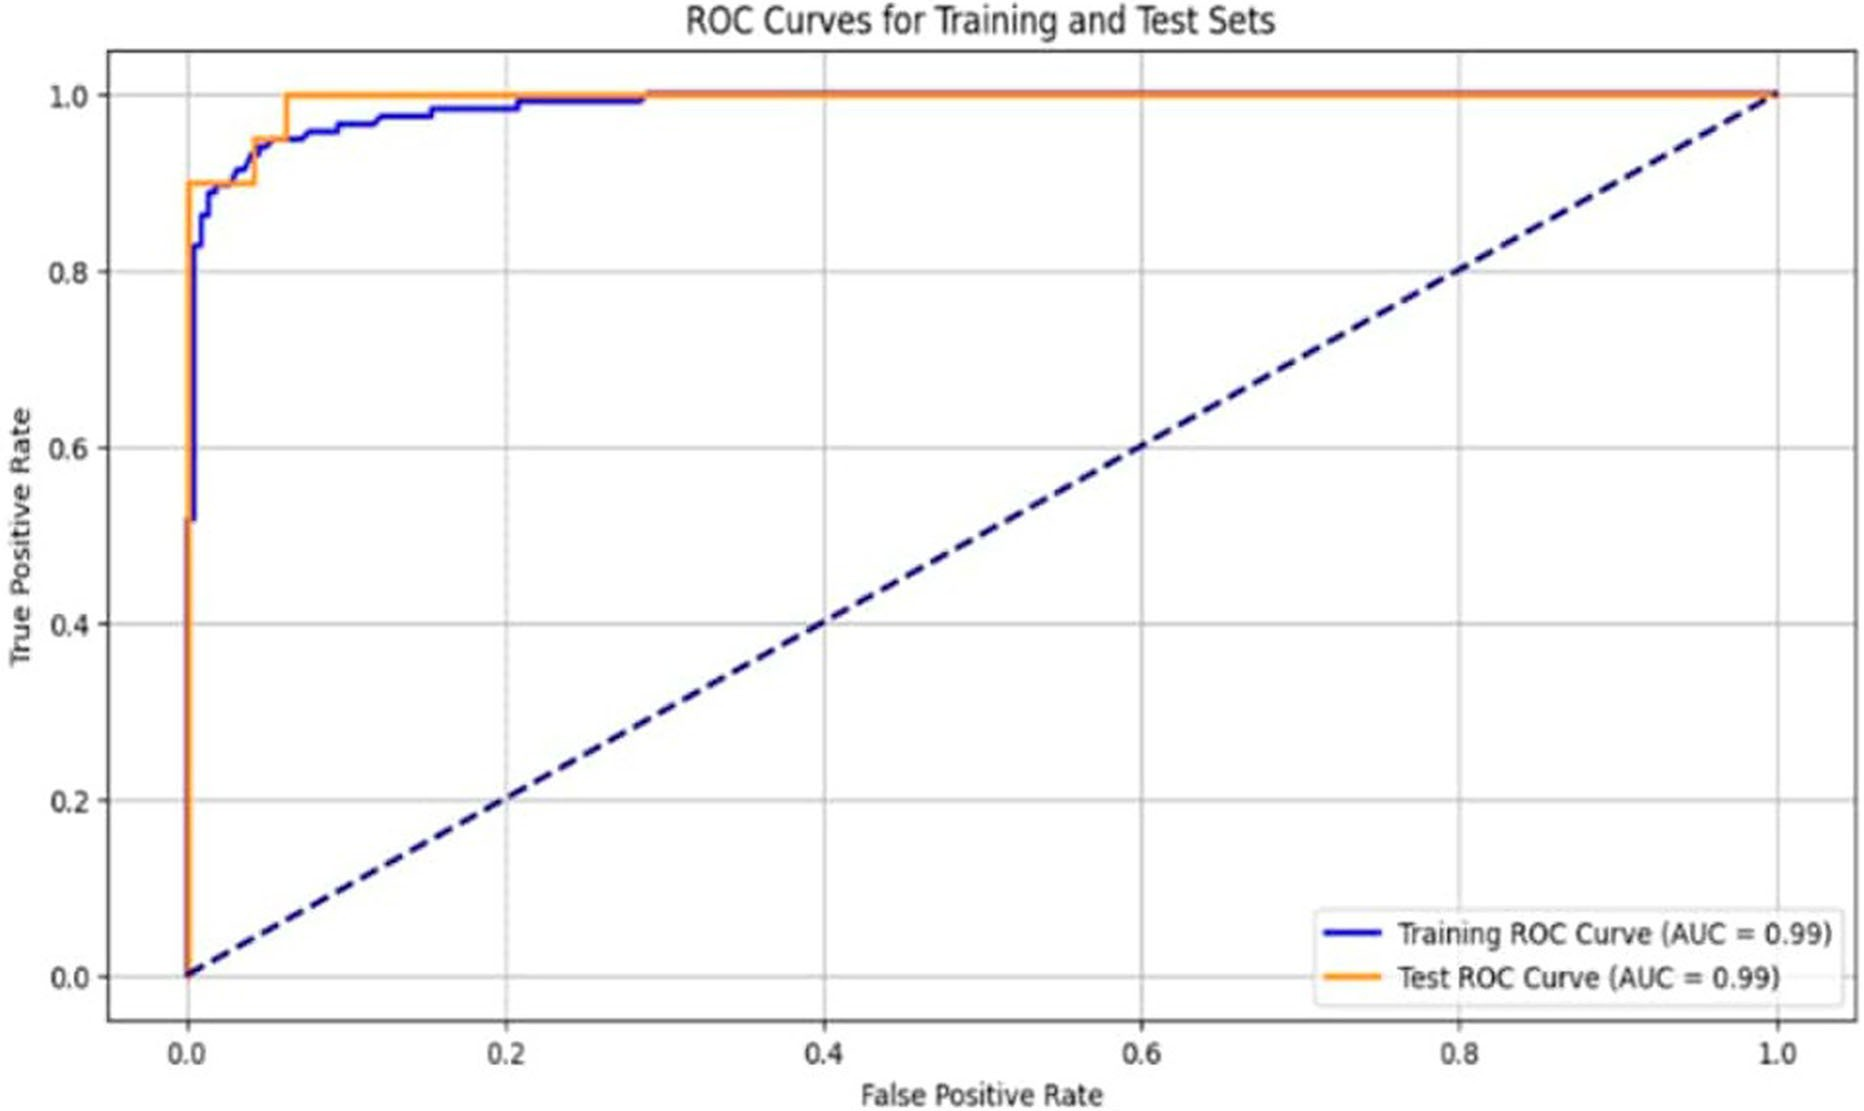 ROC Curves for Training and Test Sets
1.0
0.8
0.6
0.4
0.2
0.0
True Positive Rate
0.0 0.2 0.4 0.6 0.8 1.0
False Positive Rate
Training ROC Curve (AUC = 0.99)
Test ROC Curve (AUC = 0.99)